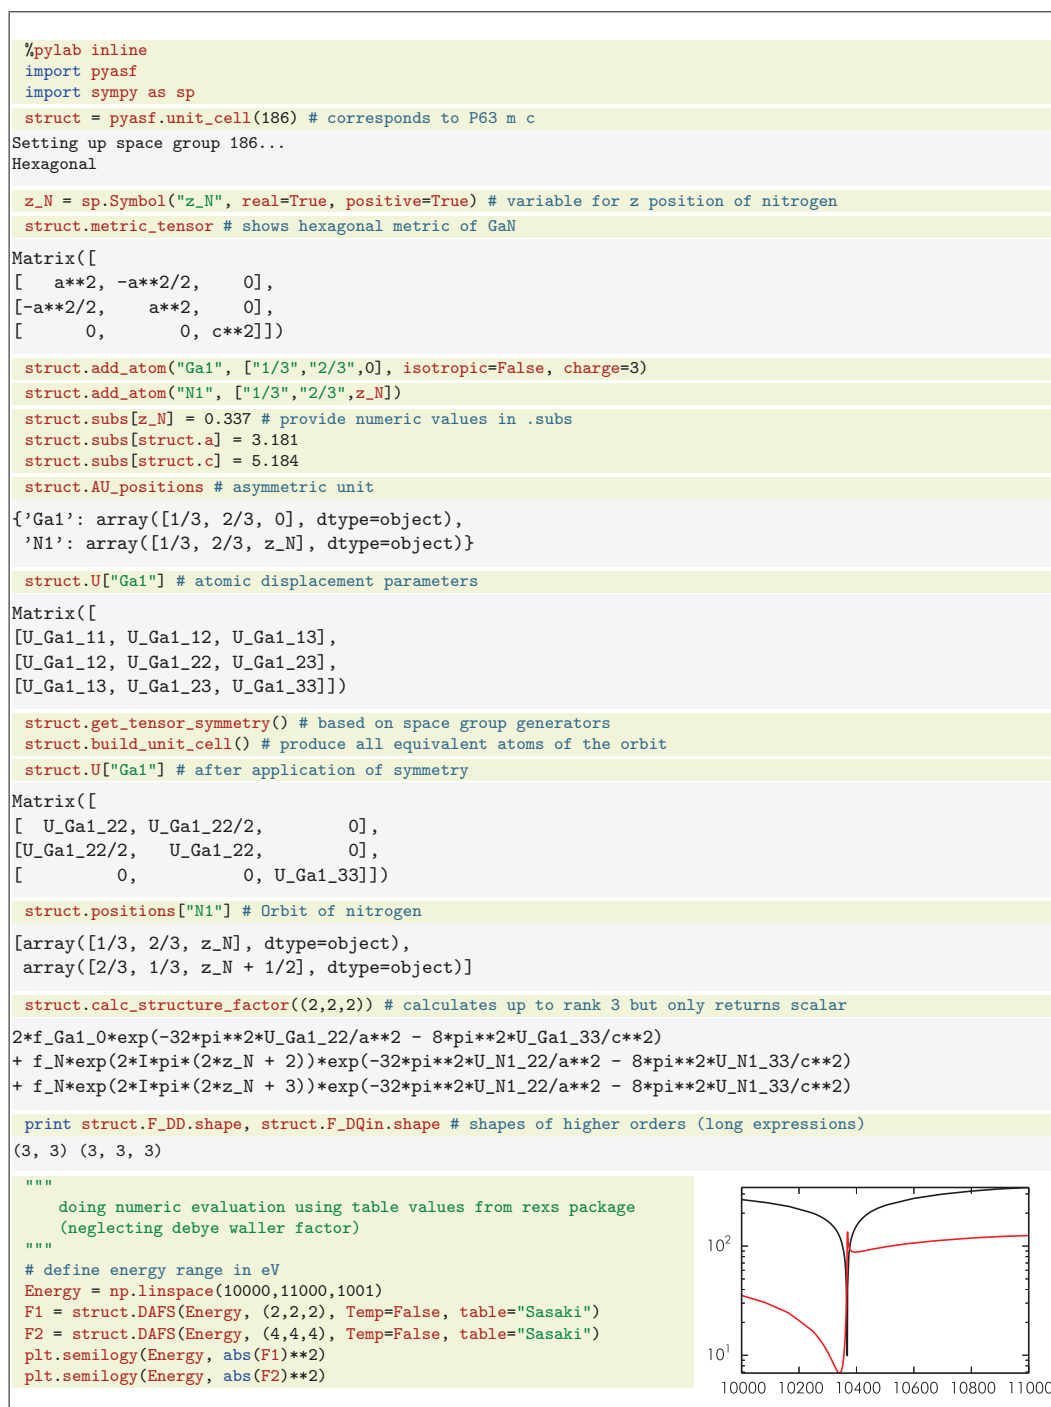 %pylab inline
import pyasf
import sympy as sp
struct = pyasf.unit_cell(186) # corresponds to P63 m c
Setting up space group 186...
Hexagonal
z_N = sp.Symbol("z_N", real=True, positive=True) # variable for z position of nitrogen
struct.metric_tensor # shows hexagonal metric of GaN
Matrix([
[   a**2, -a**2/2,    0],
[-a**2/2,    a**2,    0],
[      0,       0, c**2]])
struct.add_atom("Ga1", ["1/3","2/3",0], isotropic=False, charge=3)
struct.add_atom("N1", ["1/3","2/3",z_N])
struct.subs[z_N] = 0.337 # provide numeric values in .subs
struct.subs[struct.a] = 3.181
struct.subs[struct.c] = 5.184
struct.AU_positions # asymmetric unit
{'Ga1': array([1/3, 2/3, 0], dtype=object),
 'N1': array([1/3, 2/3, z_N], dtype=object)}
struct.U["Ga1"] # atomic displacement parameters
Matrix([
[U_Ga1_11, U_Ga1_12, U_Ga1_13],
[U_Ga1_12, U_Ga1_22, U_Ga1_23],
[U_Ga1_13, U_Ga1_23, U_Ga1_33]])
struct.get_tensor_symmetry() # based on space group generators
struct.build_unit_cell() # produce all equivalent atoms of the orbit
struct.U["Ga1"] # after application of symmetry
Matrix([
[  U_Ga1_22, U_Ga1_22/2,        0],
[U_Ga1_22/2,   U_Ga1_22,        0],
[         0,          0, U_Ga1_33]])
struct.positions["N1"] # Orbit of nitrogen
[array([1/3, 2/3, z_N], dtype=object),
 array([2/3, 1/3, z_N + 1/2], dtype=object)]
struct.calc_structure_factor((2,2,2)) # calculates up to rank 3 but only returns scalar
2*f_Ga1_0*exp(-32*pi**2*U_Ga1_22/a**2 - 8*pi**2*U_Ga1_33/c**2)
+ f_N*exp(2*I*pi*(2*z_N + 2))*exp(-32*pi**2*U_N1_22/a**2 - 8*pi**2*U_N1_33/c**2)
+ f_N*exp(2*I*pi*(2*z_N + 3))*exp(-32*pi**2*U_N1_22/a**2 - 8*pi**2*U_N1_33/c**2)
print struct.F_DD.shape, struct.F_DQin.shape # shapes of higher orders (long expressions)
(3, 3) (3, 3, 3)
"""
    doing numeric evaluation using table values from rexs package
    (neglecting debye waller factor)
"""
# define energy range in eV
Energy = np.linspace(10000,11000,1001)
F1 = struct.DAFS(Energy, (2,2,2), Temp=False, table="Sasaki")
F2 = struct.DAFS(Energy, (4,4,4), Temp=False, table="Sasaki")
plt.semilogy(Energy, abs(F1)**2)
plt.semilogy(Energy, abs(F2)**2)
10²
10¹
10000 10200 10400 10600 10800 11000